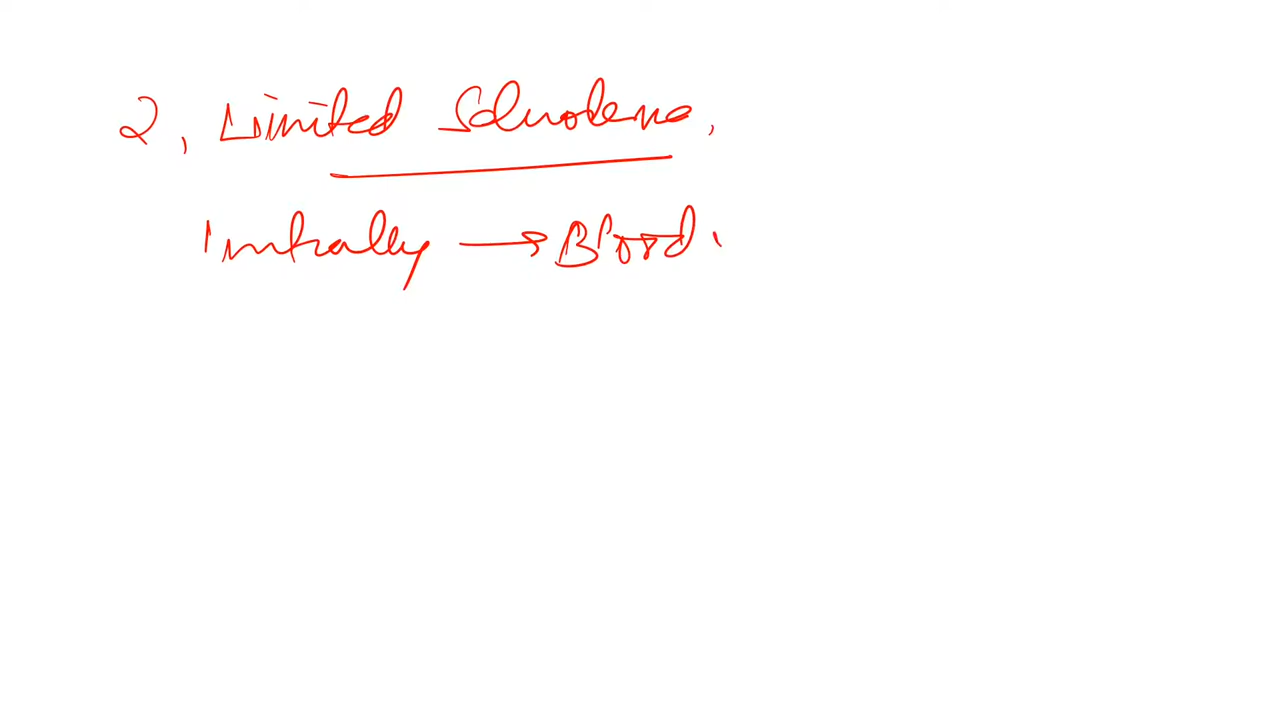 2, Limited Scleroderma,
Initially → Blood